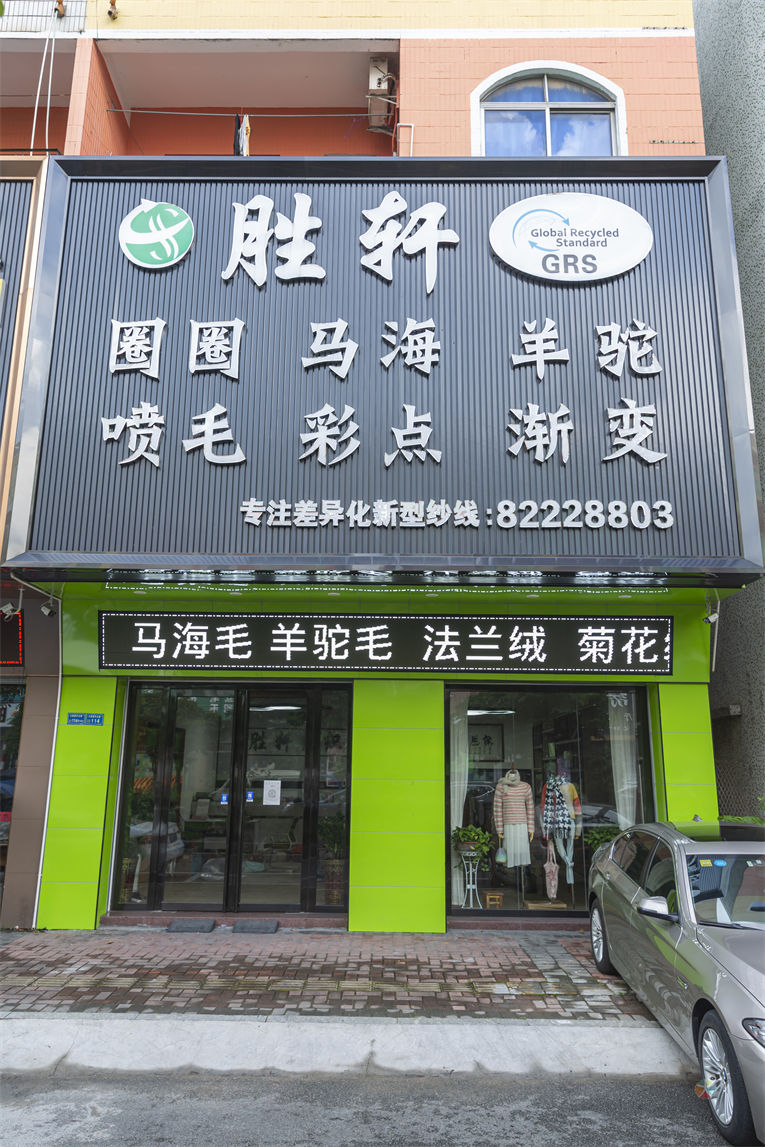 胜轩
Global Recycled
Standard
GRS
圈圈 马海 羊驼
喷毛 彩点 渐变
专注差异化新型纱线:82228803
马海毛 羊驼毛 法兰绒 菊花
胜轩